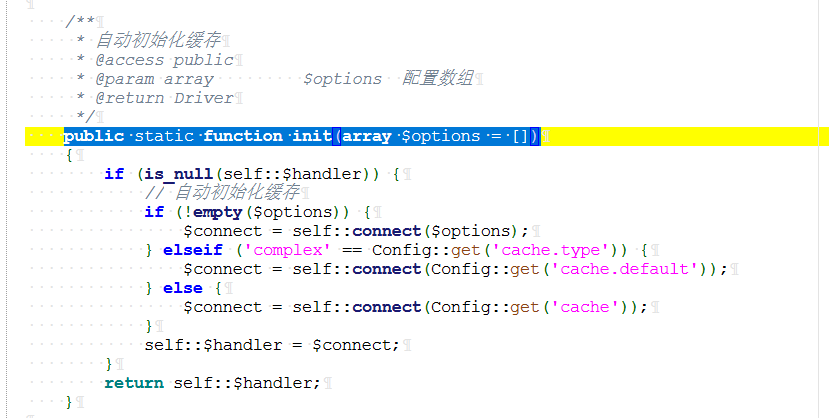 /**
* 自动初始化缓存
* @access public
* @param array         $options  配置数组
* @return Driver
*/
public static function init(array $options = [])
{
    if (is_null(self::$handler)) {
        // 自动初始化缓存
        if (!empty($options)) {
            $connect = self::connect($options);
        } elseif ('complex' == Config::get('cache.type')) {
            $connect = self::connect(Config::get('cache.default'));
        } else {
            $connect = self::connect(Config::get('cache'));
        }
        self::$handler = $connect;
    }
    return self::$handler;
}